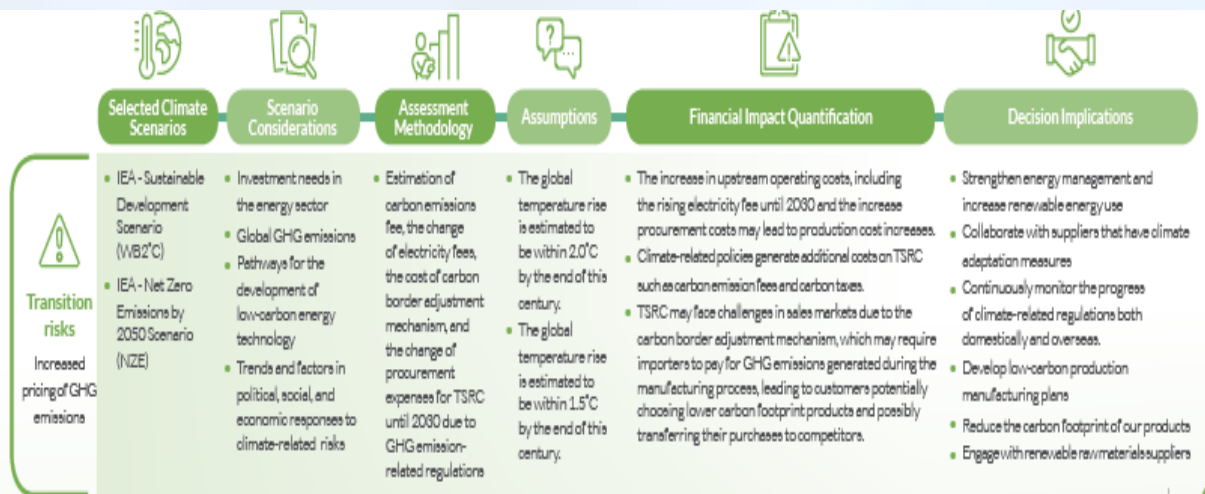 Selected Climate
Scenarios
Scenario
Considerations
Assessment
Methodology
Assumptions
Financial Impact Quantification
Decision Implications
Transition
risks
Increased
pricing of GHG
emissions
• IEA - Sustainable
Development
Scenario
(WB2°C)
• IEA - Net Zero
Emissions by
2050 Scenario
(NZE)
• Investment needs in
the energy sector
• Global GHG emissions
• Pathways for the
development of
low-carbon energy
technology
• Trends and factors in
political, social, and
economic responses to
climate-related risks
• Estimation of
carbon emissions
fee, the change
of electricity fees,
the cost of carbon
border adjustment
mechanism, and
the change of
procurement
expenses for TSRC
until 2030 due to
GHG emission-
related regulations
• The global
temperature rise
is estimated to
be within 2.0°C
by the end of this
century.
• The global
temperature rise
is estimated to
be within 1.5°C
by the end of this
century.
• The increase in upstream operating costs, including
the rising electricity fee until 2030 and the increase
procurement costs may lead to production cost increases.
• Climate-related policies generate additional costs on TSRC
such as carbon emission fees and carbon taxes.
• TSRC may face challenges in sales markets due to the
carbon border adjustment mechanism, which may require
importers to pay for GHG emissions generated during the
manufacturing process, leading to customers potentially
choosing lower carbon footprint products and possibly
transferring their purchases to competitors.
• Strengthen energy management and
increase renewable energy use
• Collaborate with suppliers that have climate
adaptation measures
• Continuously monitor the progress
of climate-related regulations both
domestically and overseas.
• Develop low-carbon production
manufacturing plans
• Reduce the carbon footprint of our products
• Engage with renewable raw materials suppliers